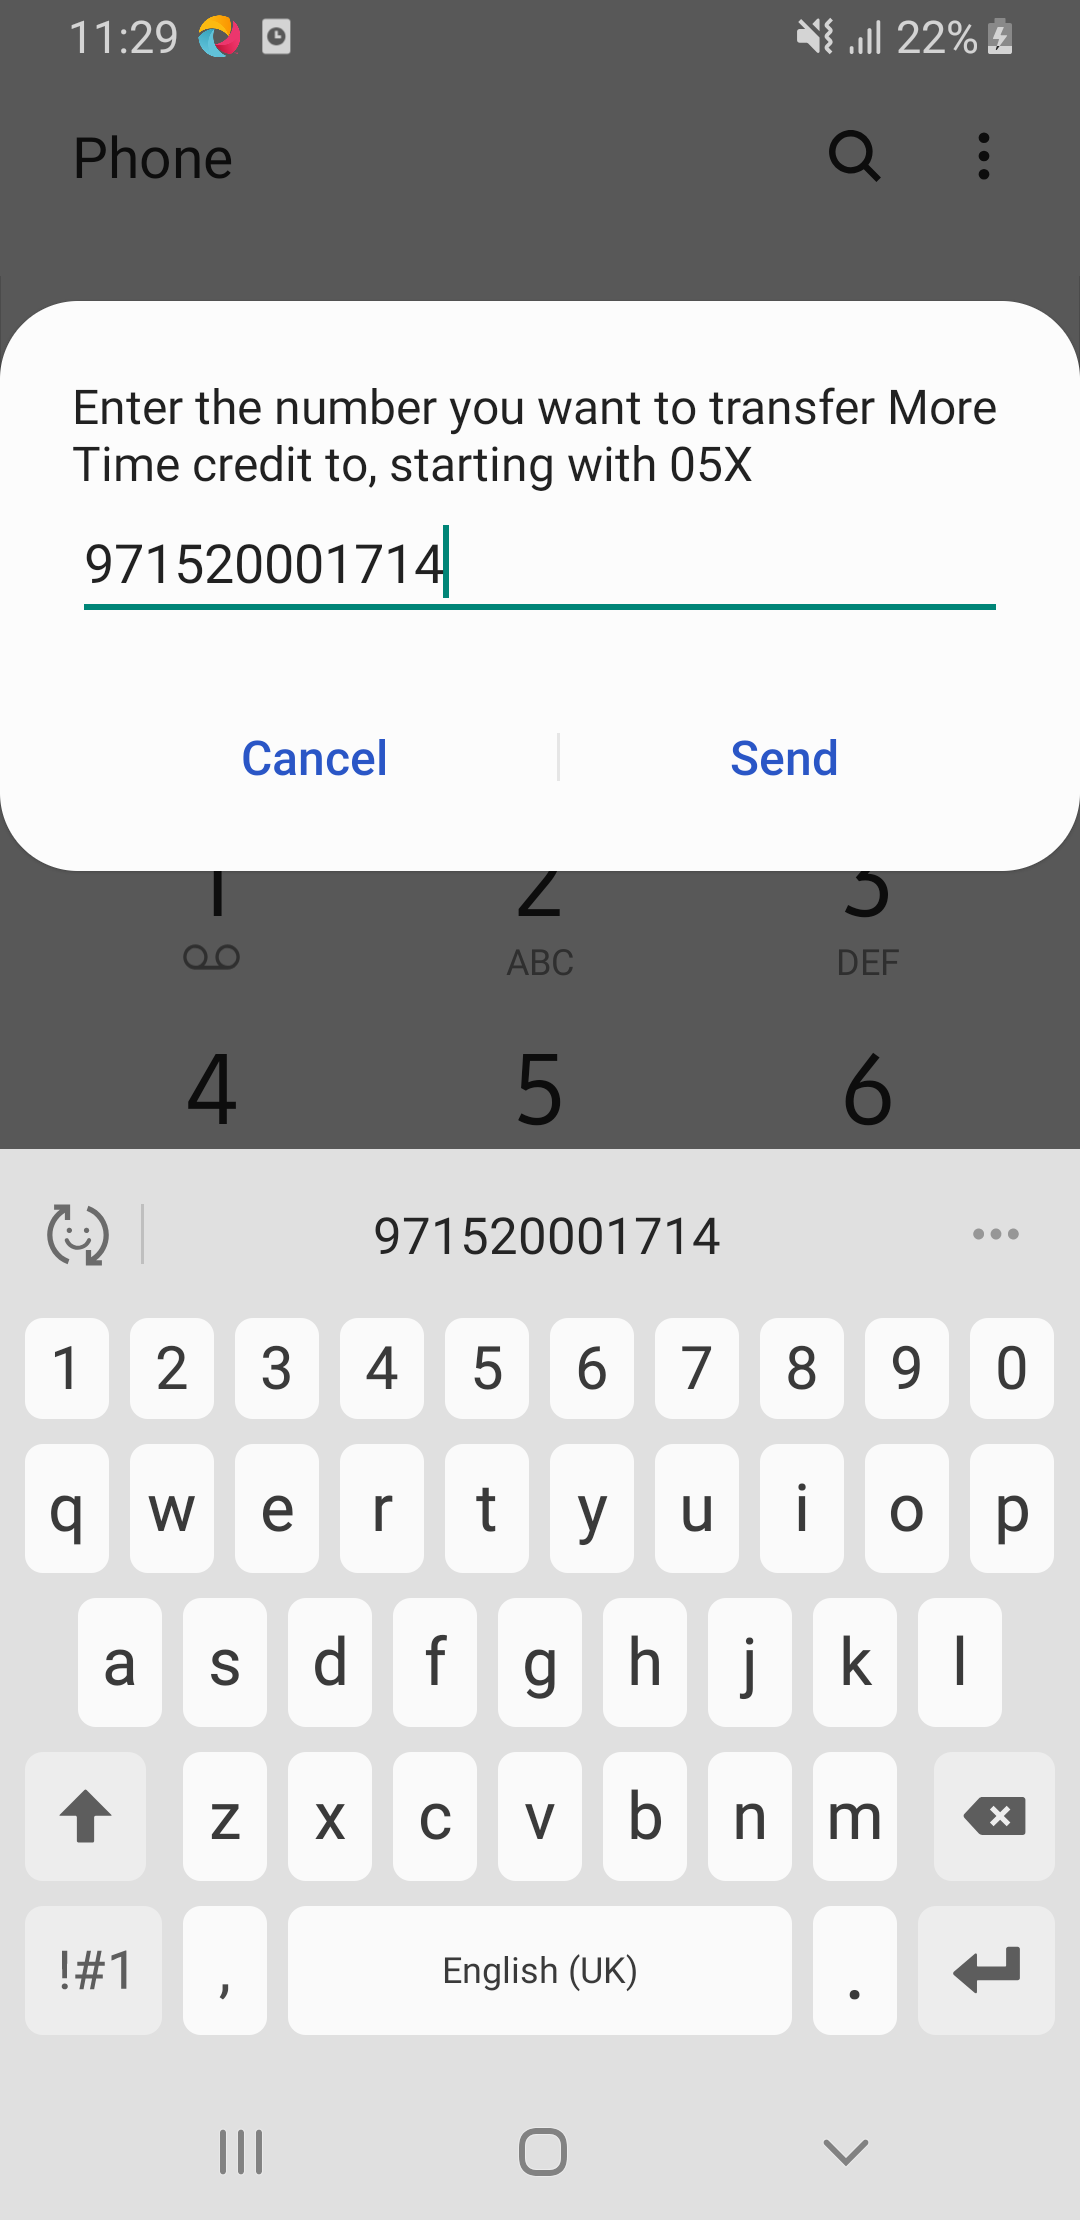 11:29 22%
Phone
Enter the number you want to transfer More
Time credit to, starting with 05X
971520001714
Cancel Send
1 2 3
ABC DEF
4 5 6
971520001714
1 2 3 4 5 6 7 8 9 0
q w e r t y u i o p
a s d f g h j k l
z x c v b n m
!#1 , English (UK) .